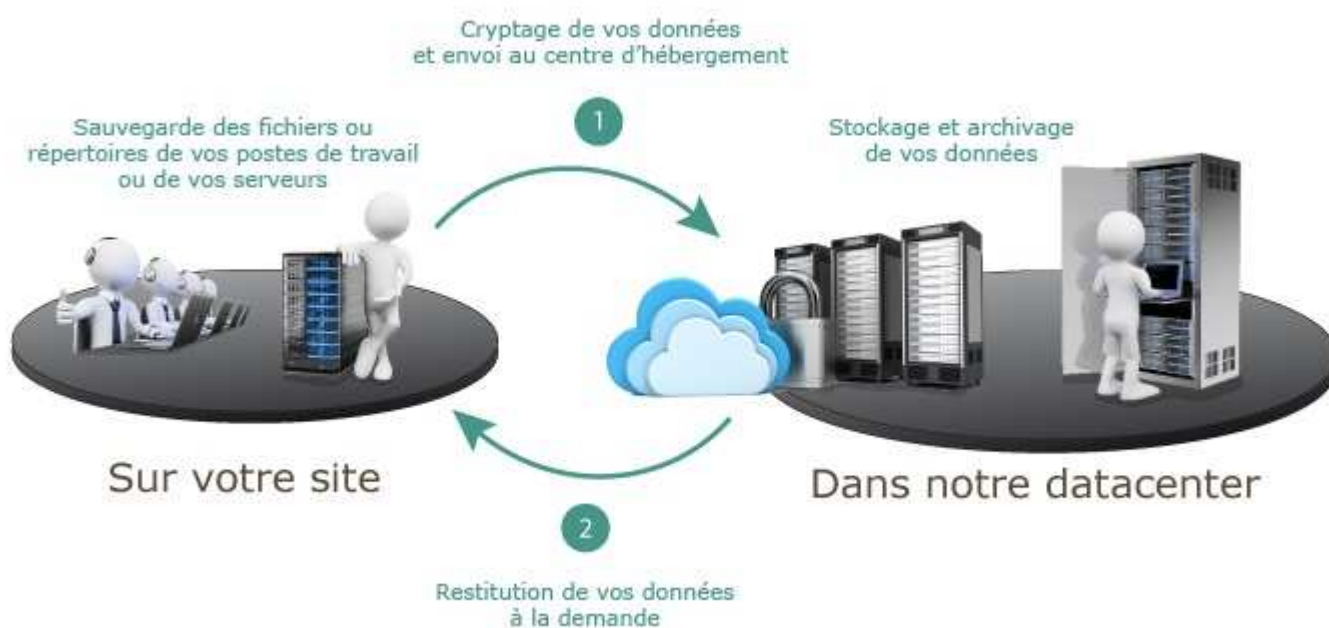 Cryptage de vos données
et envoi au centre d'hébergement
1
Sauvegarde des fichiers ou
répertoires de vos postes de travail
ou de vos serveurs
Stockage et archivage
de vos données
Sur votre site
Dans notre datacenter
2
Restitution de vos données
à la demande